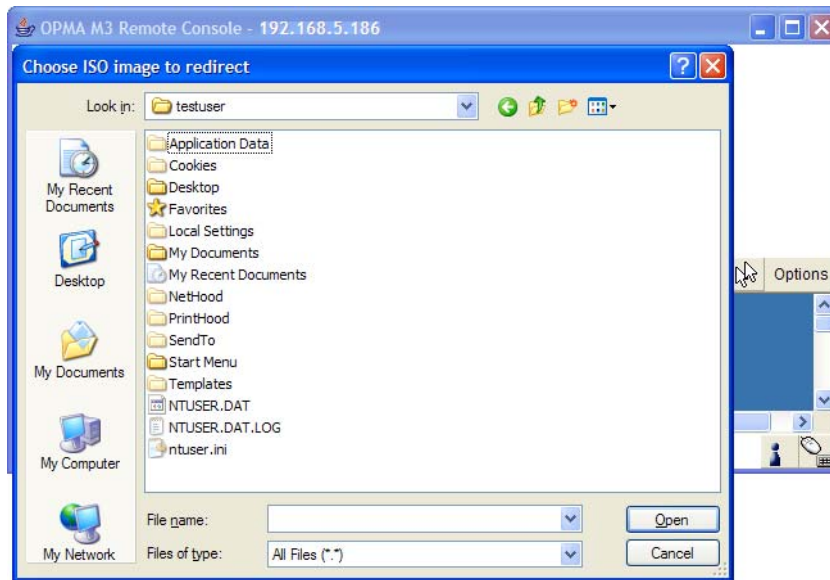 OPMA M3 Remote Console - 192.168.5.186
Choose ISO image to redirect
Look in:
testuser
My Recent Documents
Desktop
My Documents
My Computer
My Network
Application Data
Cookies
Desktop
Favorites
Local Settings
My Documents
My Recent Documents
NetHood
PrintHood
SendTo
Start Menu
Templates
NTUSER.DAT
NTUSER.DAT.LOG
ntuser.ini
File name:
Open
Files of type:
All Files (*.*)
Cancel
Options